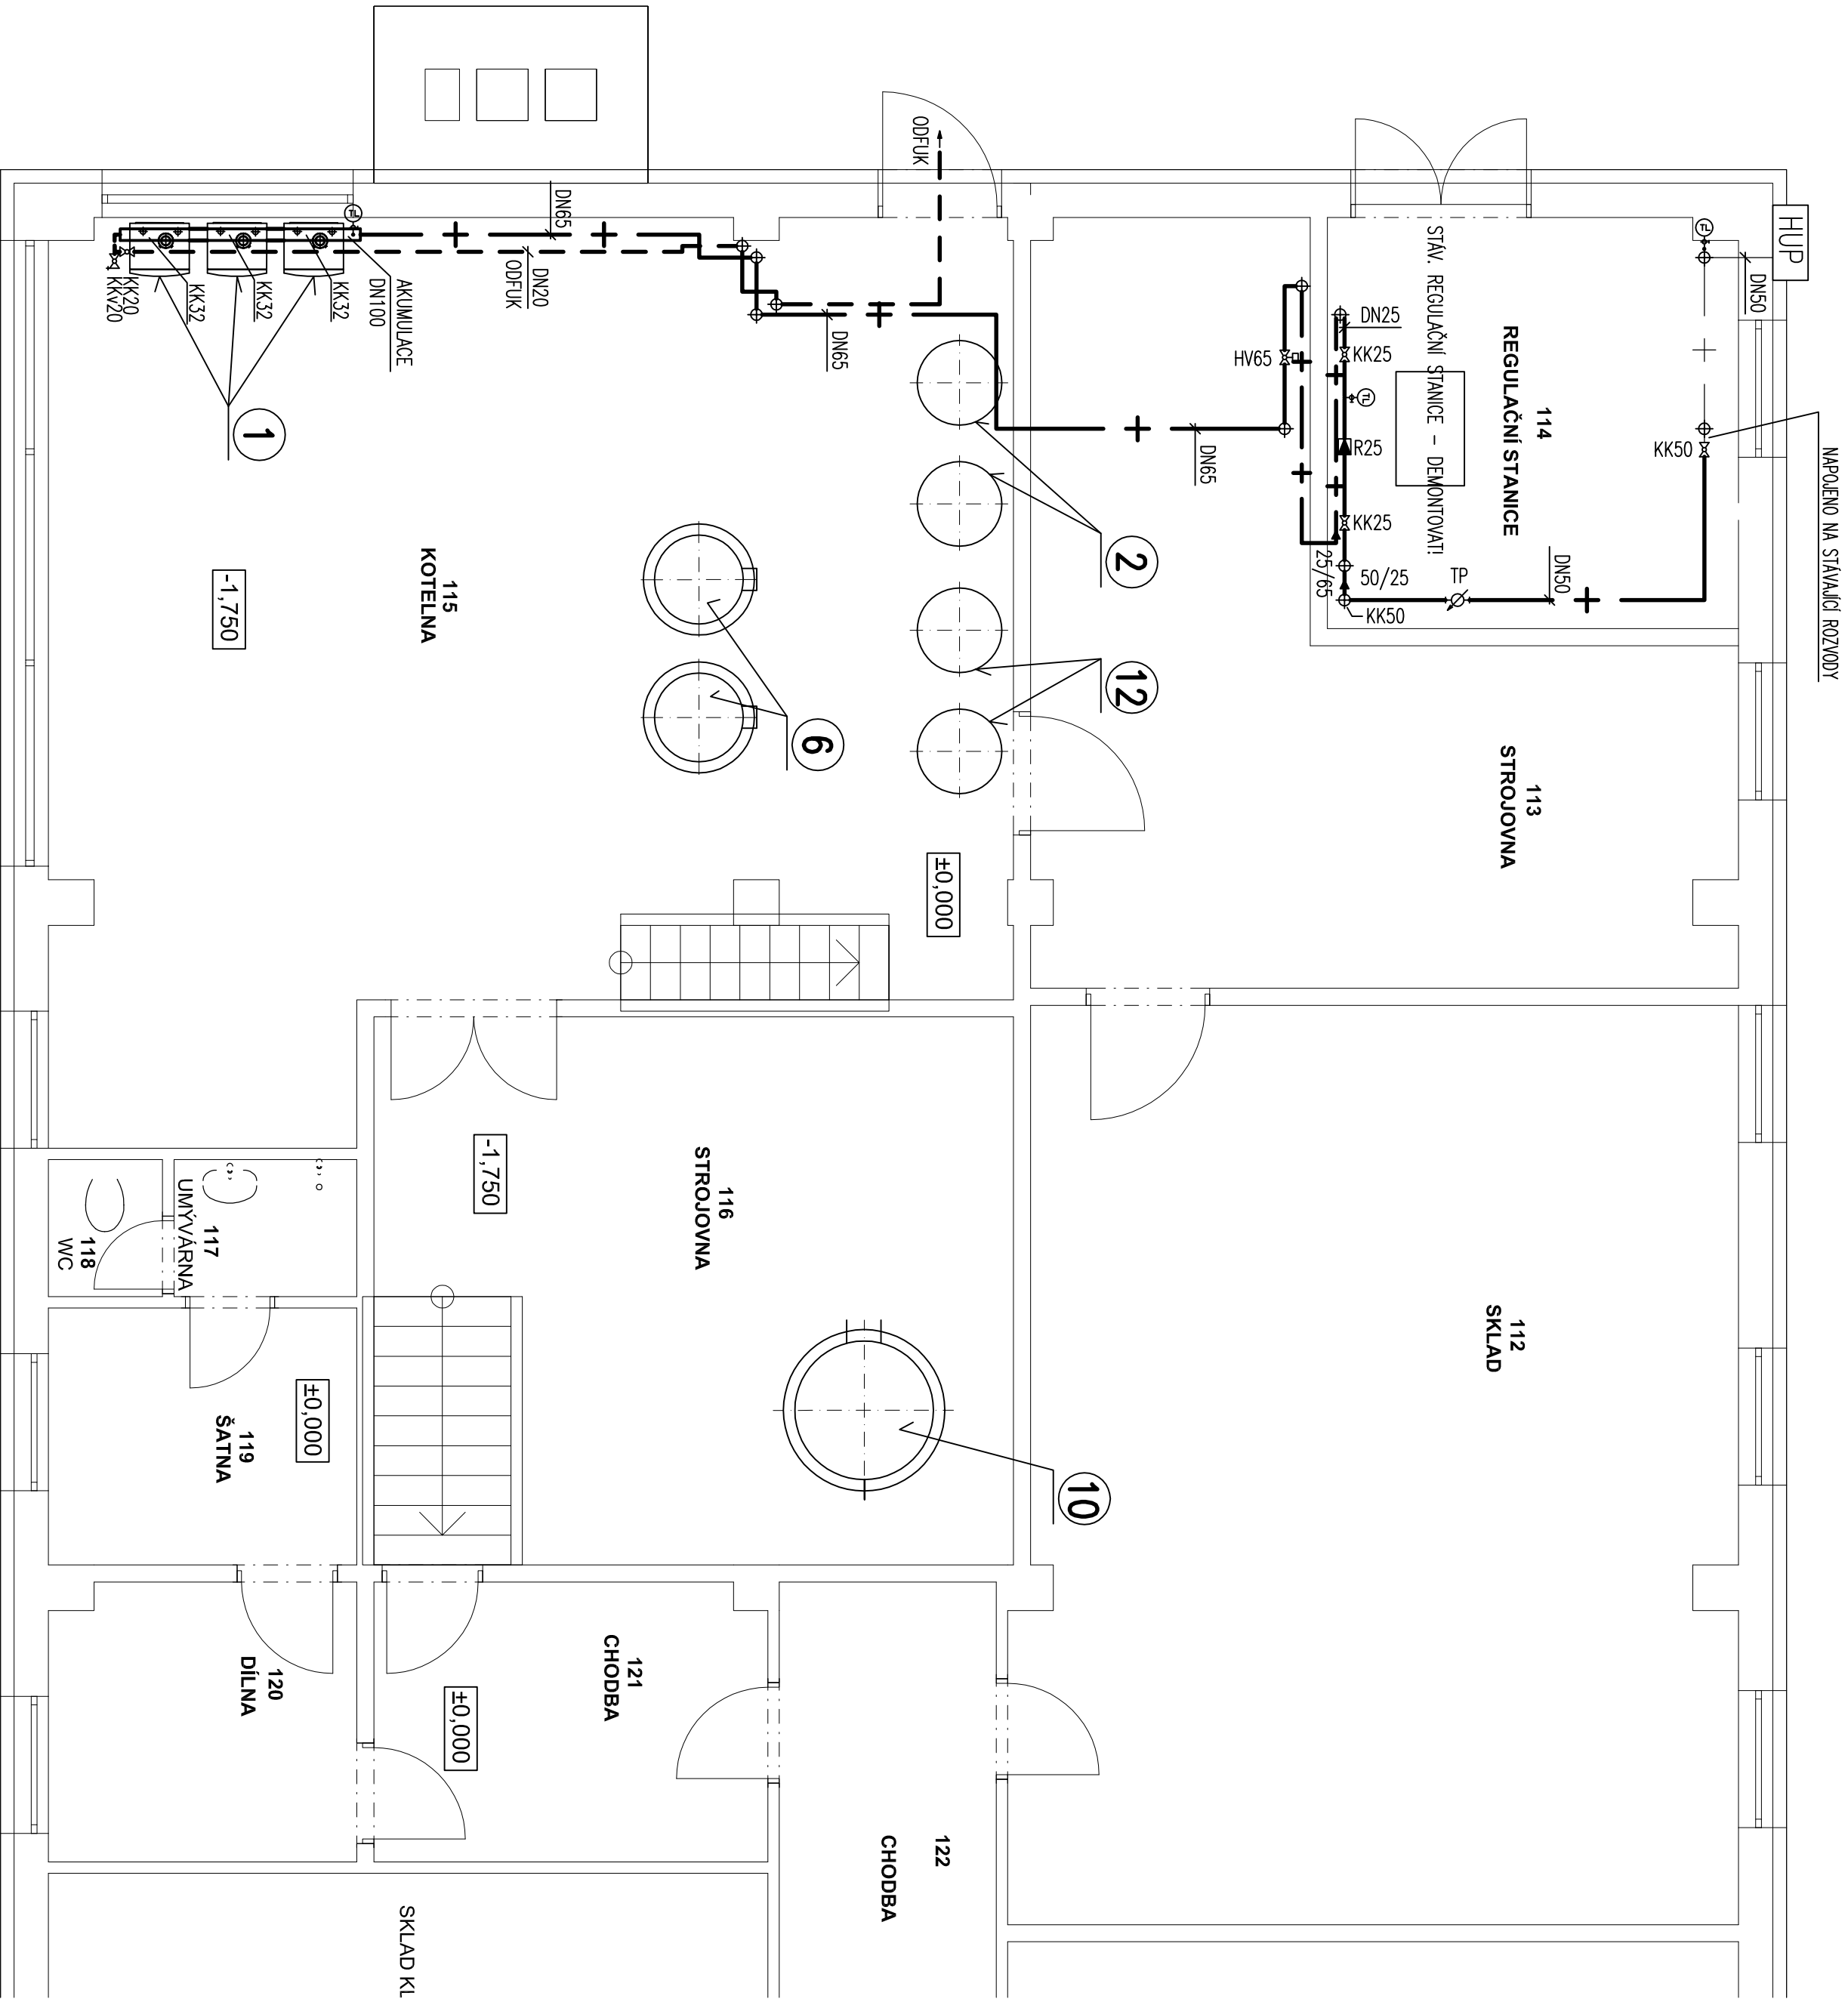 HUP
DN50
NAPOJENO NA STÁVAJÍCÍ ROZVODY
KK50
114
REGULAČNÍ STANICE
STÁV. REGULAČNÍ STANICE - DEMONTOVAT!
DN25
KK25
TL
R25
KK25
25/65
50/25
TP
DN50
KK50
HV65
DN65
ODFUK
DN65
DN65
DN20
ODFUK
AKUMULACE
DN100
TL
KK32
KK32
KK32
KK20
KKv20
1
2
12
6
10
113
STROJOVNA
115
KOTELNA
-1,750
±0,000
112
SKLAD
116
STROJOVNA
-1,750
117
UMÝVÁRNA
118
WC
119
ŠATNA
±0,000
120
DÍLNA
121
CHODBA
±0,000
122
CHODBA
SKLAD KL